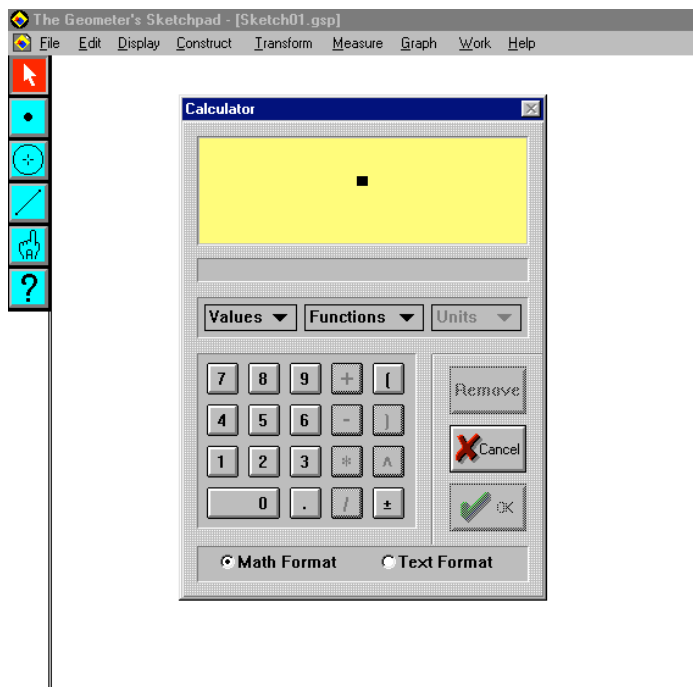 The Geometer's Sketchpad - [Sketch01.gsp]
File Edit Display Construct Transform Measure Graph Work Help
Calculator
?
Values Functions Units
7 8 9 + (
4 5 6 - )
1 2 3 * ^
0 . / ±
Remove
Cancel
OK
Math Format Text Format